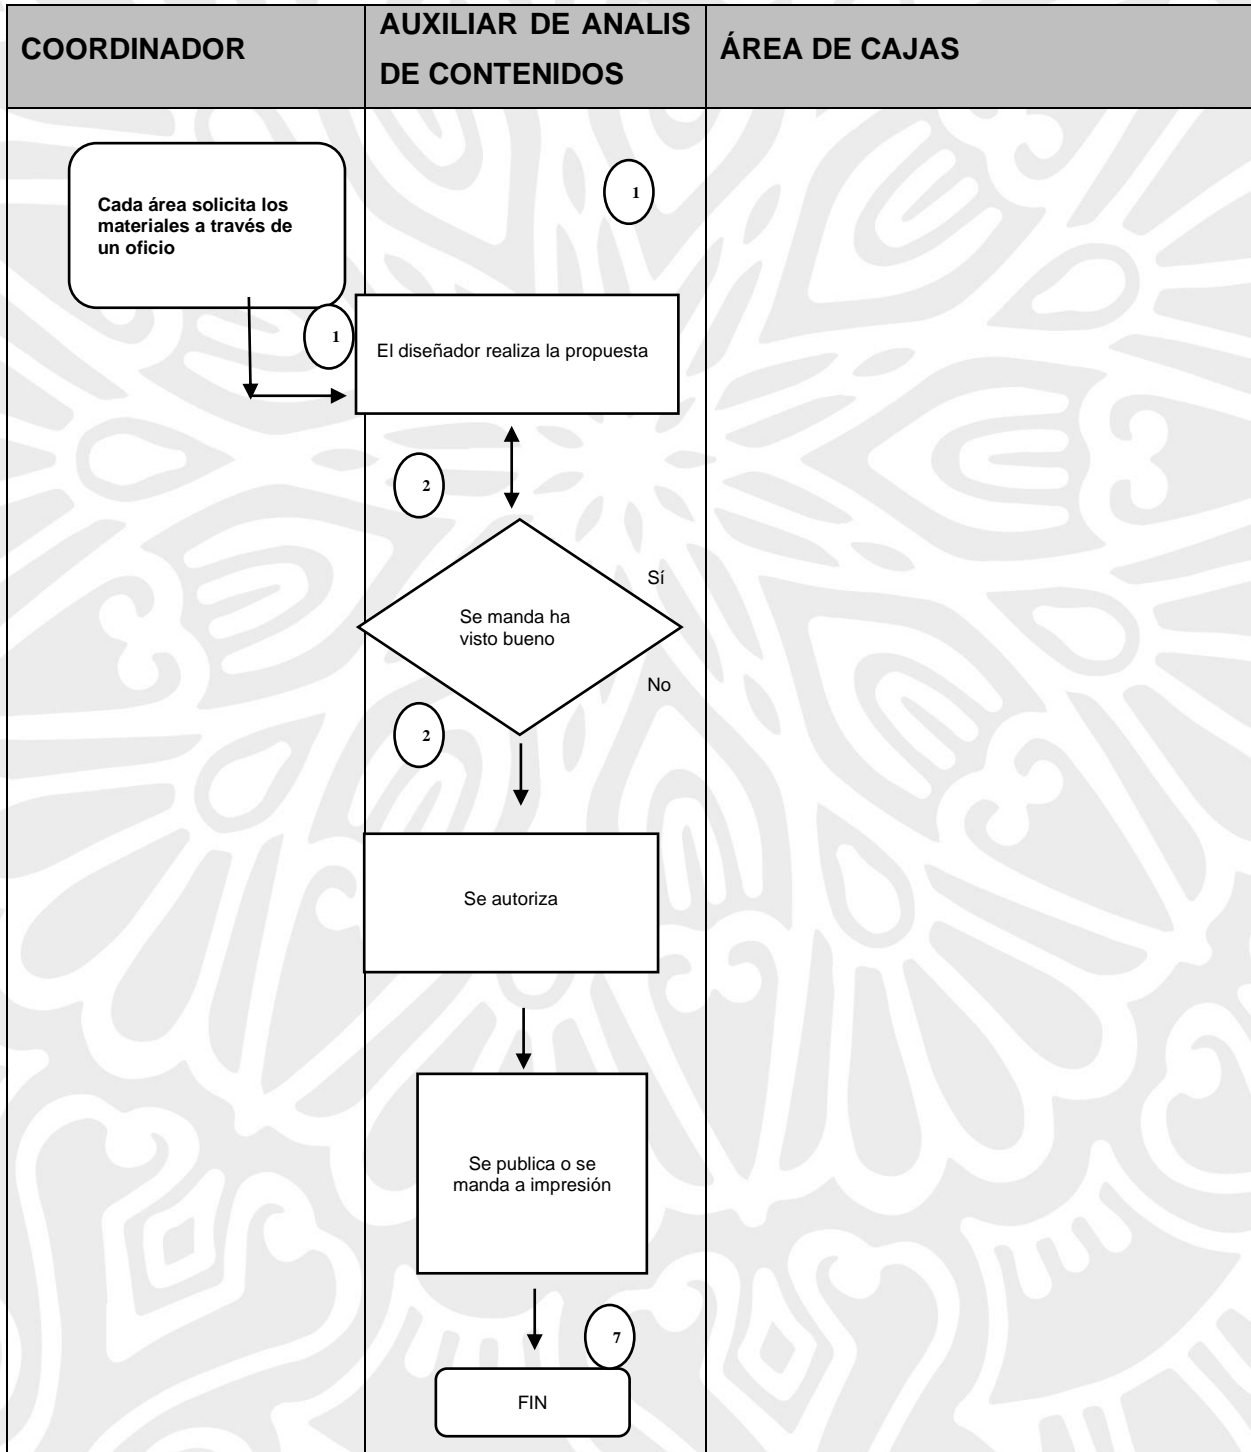 COORDINADOR
AUXILIAR DE ANALIS
DE CONTENIDOS
ÁREA DE CAJAS
Cada área solicita los
materiales a través de
un oficio
1
1
El diseñador realiza la propuesta
2
Sí
Se manda ha
visto bueno
No
2
Se autoriza
Se publica o se
manda a impresión
7
FIN